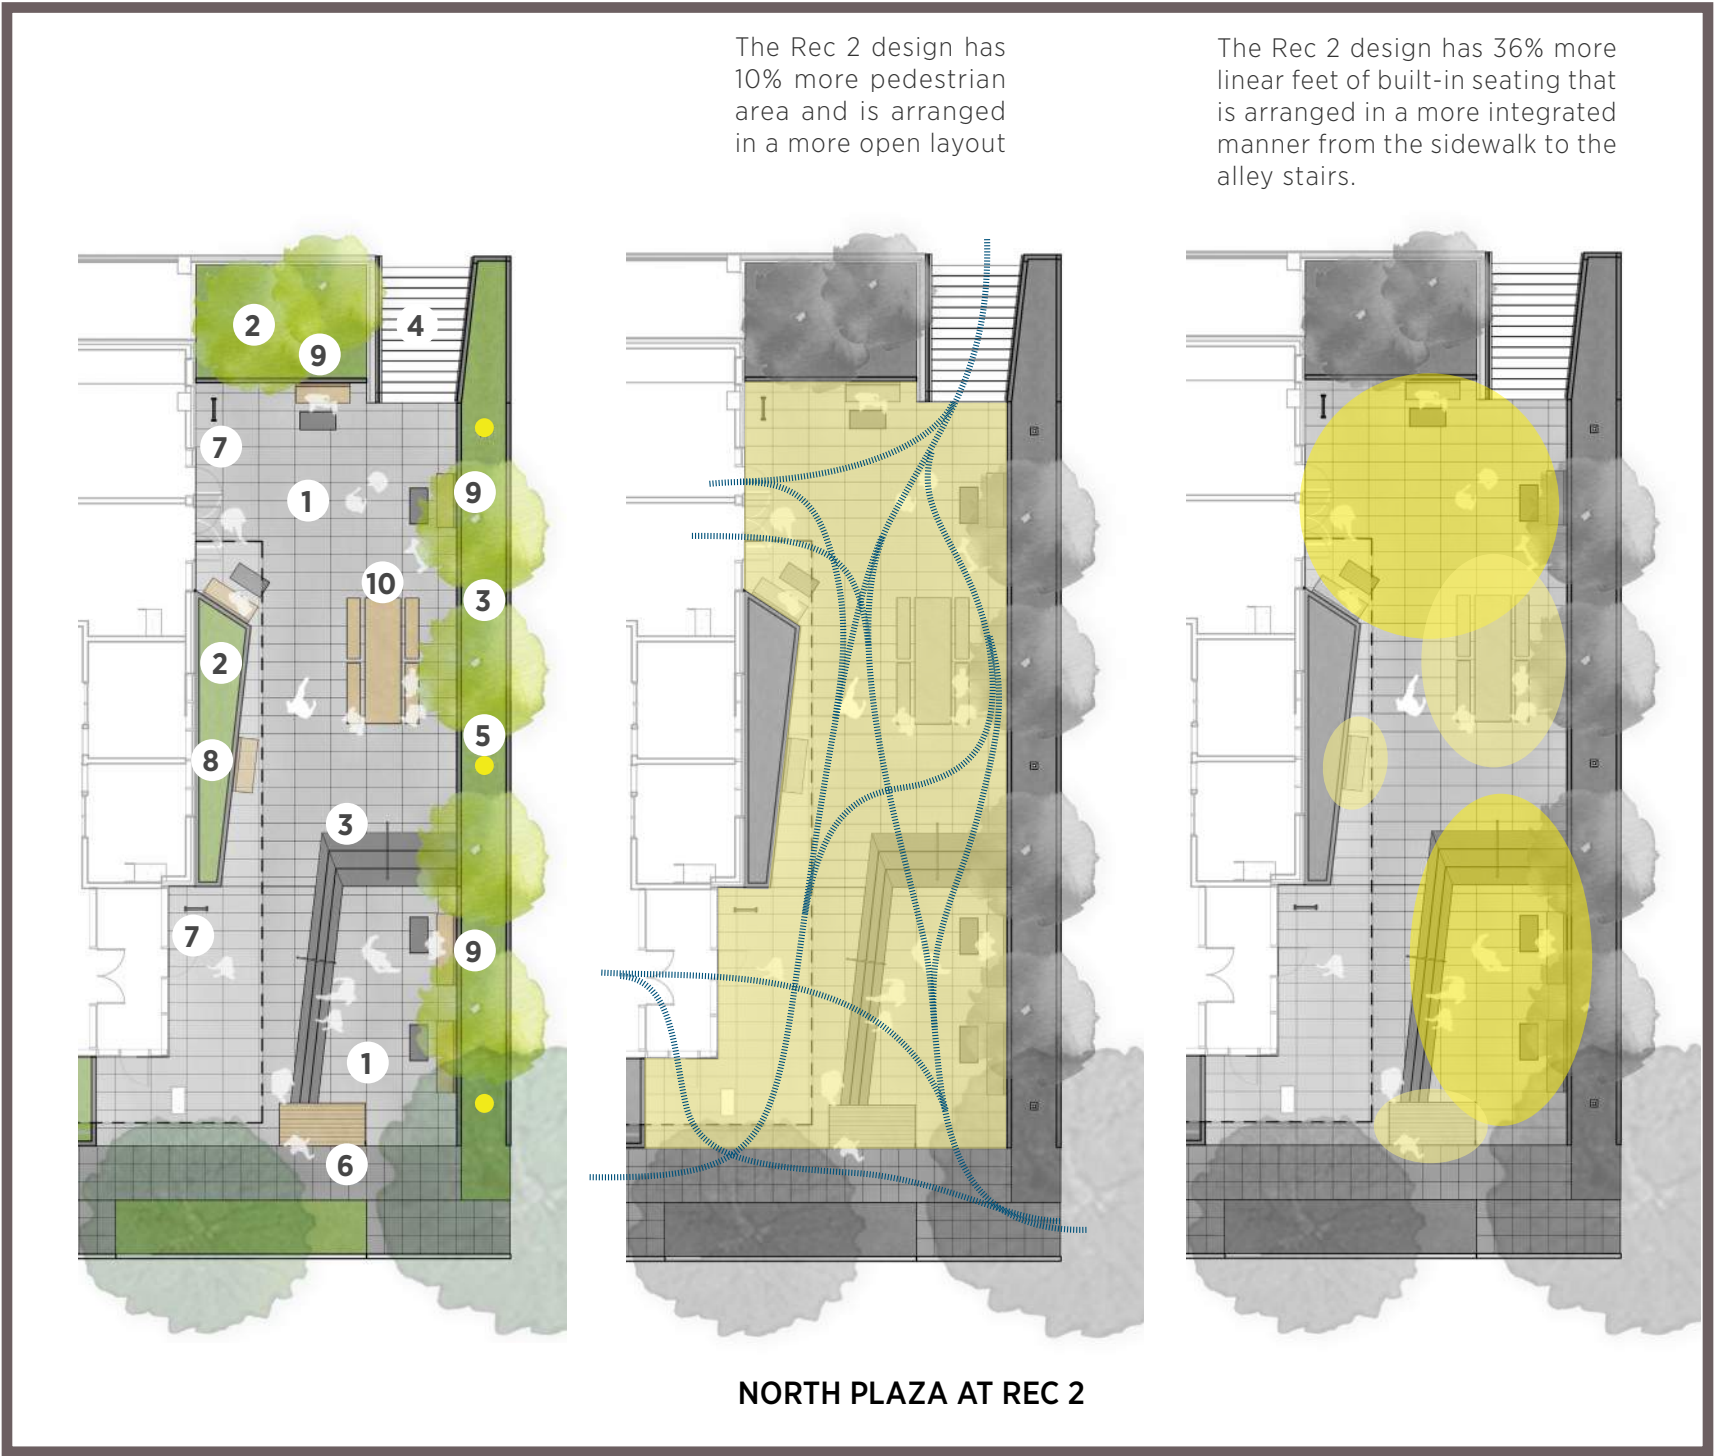 The Rec 2 design has
10% more pedestrian
area and is arranged
in a more open layout
The Rec 2 design has 36% more
linear feet of built-in seating that
is arranged in a more integrated
manner from the sidewalk to the
alley stairs.
2
4
9
7
9
1
10
3
2
5
8
3
7
9
1
6
NORTH PLAZA AT REC 2